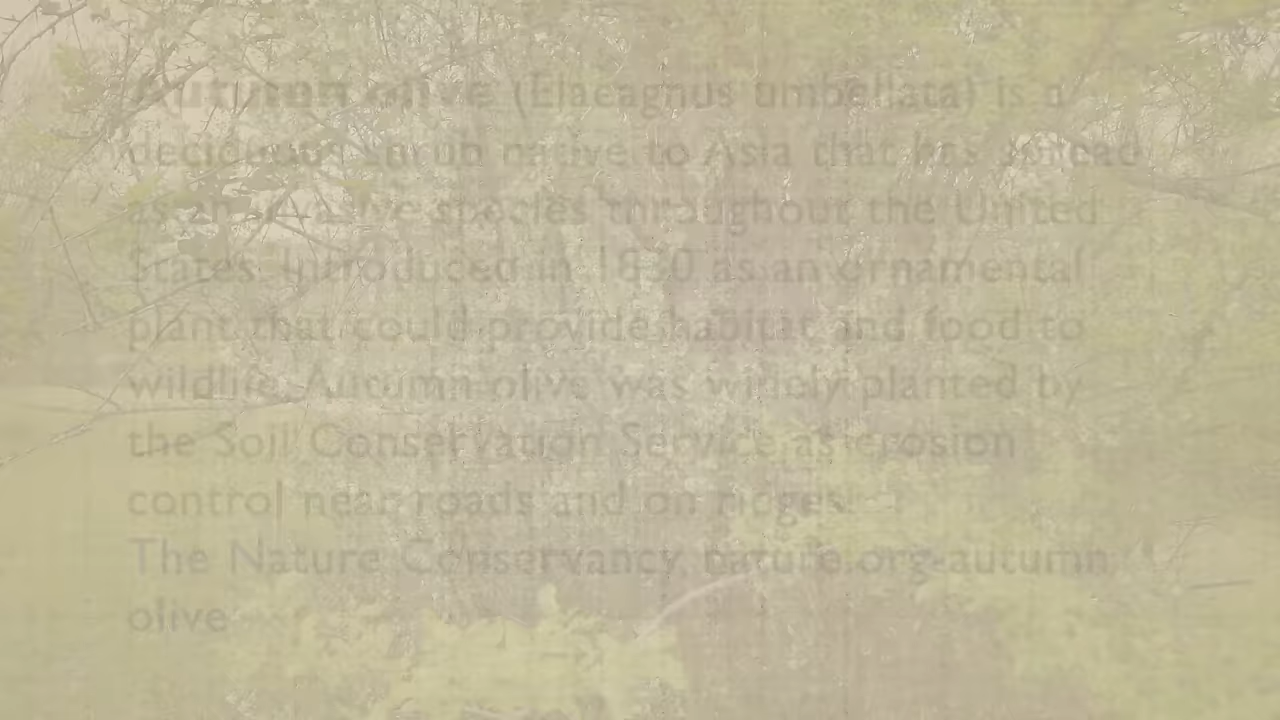 Autumn olive (Elaeagnus umbellata) is a
deciduous shrub native to Asia that has spread
as an invasive species throughout the United
States. Introduced in 1830 as an ornamental
plant that could provide habitat and food to
wildlife, Autumn olive was widely planted by
the Soil Conservation Service as erosion
control near roads and on ridges.
The Nature Conservancy, nature.org-autumn
olive